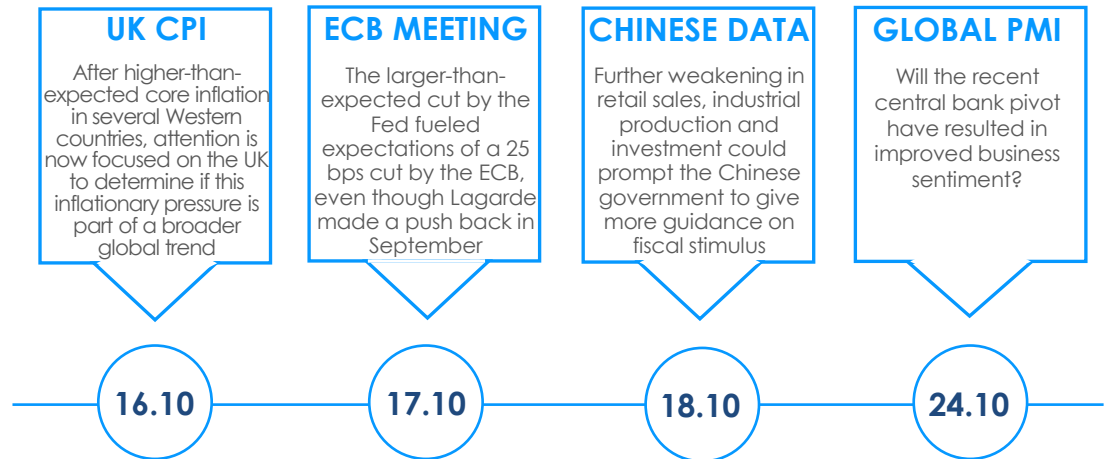 UK CPI
After higher-than-
expected core inflation
in several Western
countries, attention is
now focused on the UK
to determine if this
inflationary pressure is
part of a broader
global trend
ECB MEETING
The larger-than-
expected cut by the
Fed fueled
expectations of a 25
bps cut by the ECB,
even though Lagarde
made a push back in
September
CHINESE DATA
Further weakening in
retail sales, industrial
production and
investment could
prompt the Chinese
government to give
more guidance on
fiscal stimulus
GLOBAL PMI
Will the recent
central bank pivot
have resulted in
improved business
sentiment?
16.10
17.10
18.10
24.10